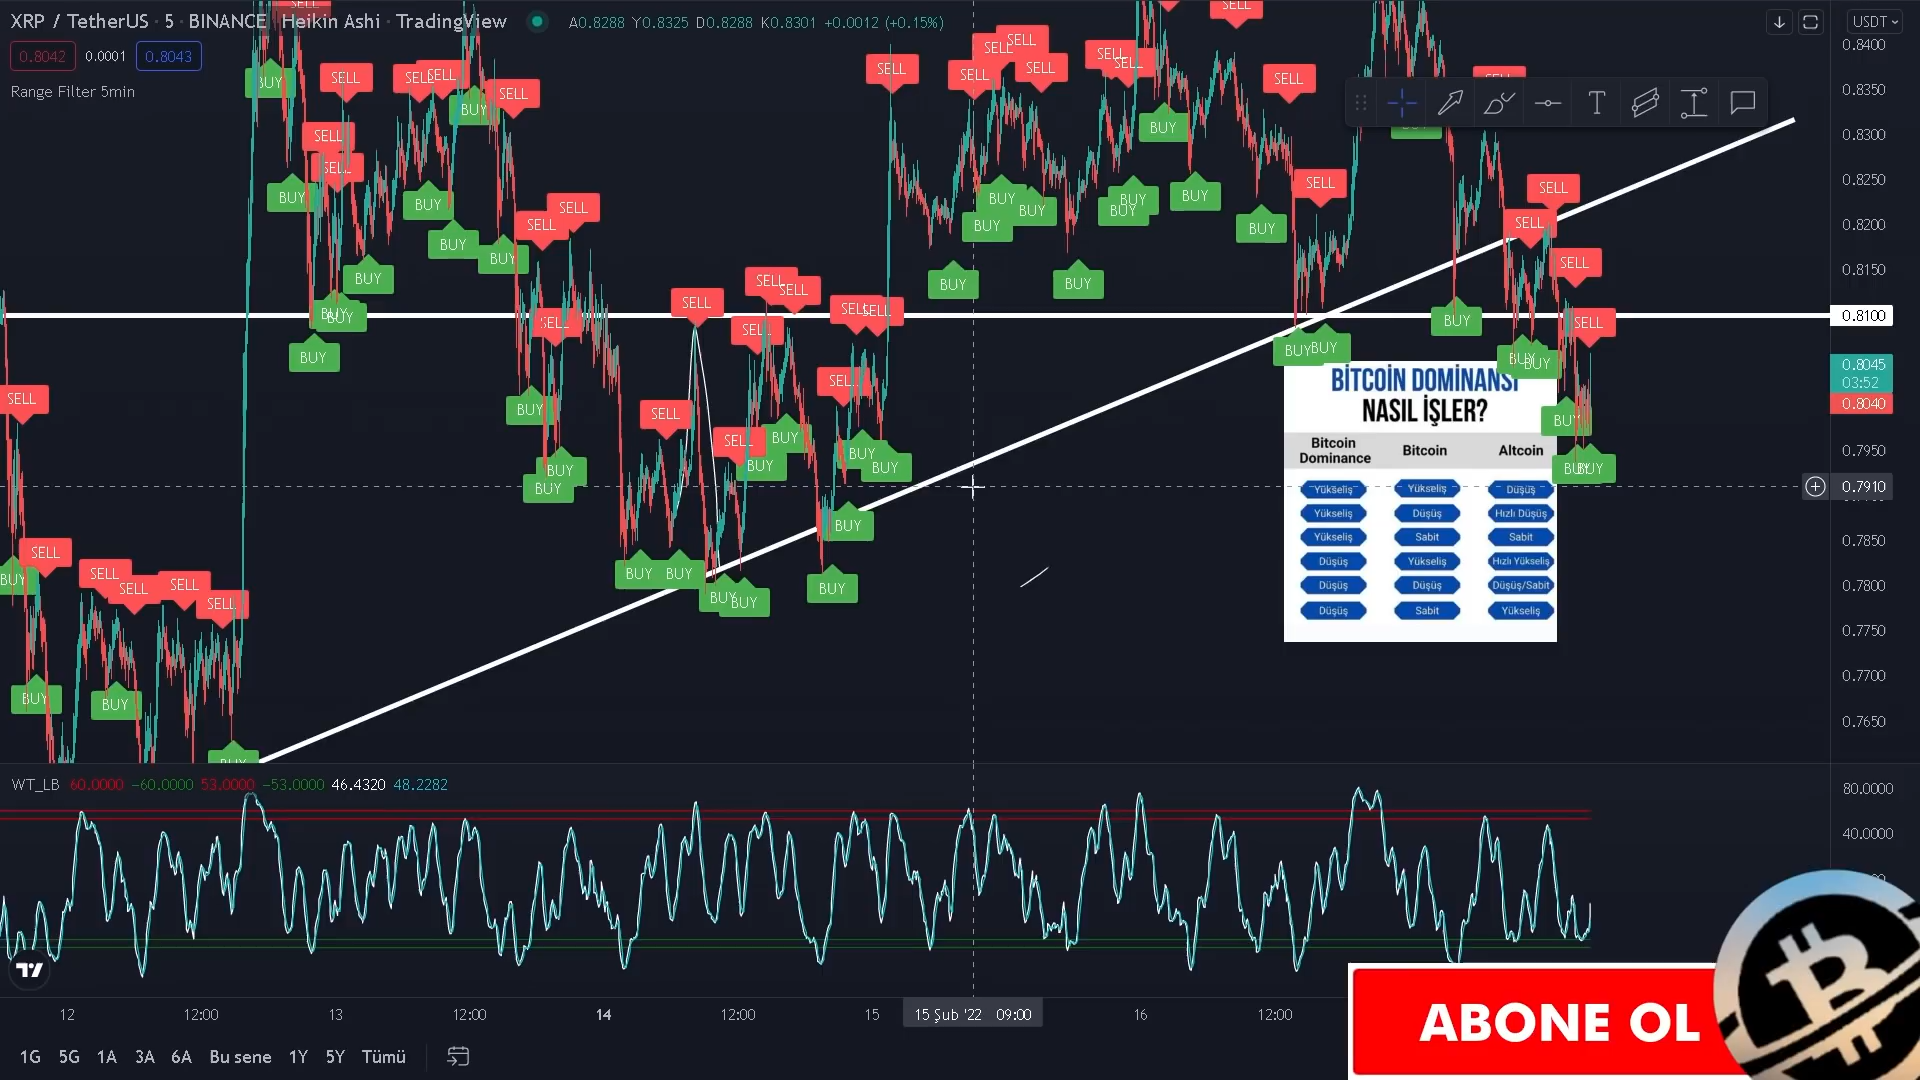 XRP / TetherUS · 5 · BINANCE Heikin Ashi · TradingView
A0.8288 Y0.8325 D0.8288 K0.8301 +0.0012 (+0.15%)
0.8042 0.0001 0.8043
Range Filter 5min
USDT
0.8400
0.8350
0.8300
0.8250
0.8200
0.8150
0.8100
0.8045
03:52
0.8040
0.7950
0.7910
0.7850
0.7800
0.7750
0.7700
0.7650
SELL
BUY
BİTCOİN DOMİNANSI
NASIL İŞLER?
Bitcoin Dominance Bitcoin Altcoin
Yükseliş Yükseliş Düşüş
Yükseliş Düşüş Hızlı Düşüş
Yükseliş Sabit Sabit
Düşüş Yükseliş Hızlı Yükseliş
Düşüş Düşüş Düşüş/Sabit
Düşüş Sabit Yükseliş
WT_LB 60.0000 −60.0000 53.0000 −53.0000 46.4320 48.2282
80.0000
40.0000
12 12:00 13 12:00 14 12:00 15 15 Şub '22 09:00 16 12:00
1G 5G 1A 3A 6A Bu sene 1Y 5Y Tümü
ABONE OL